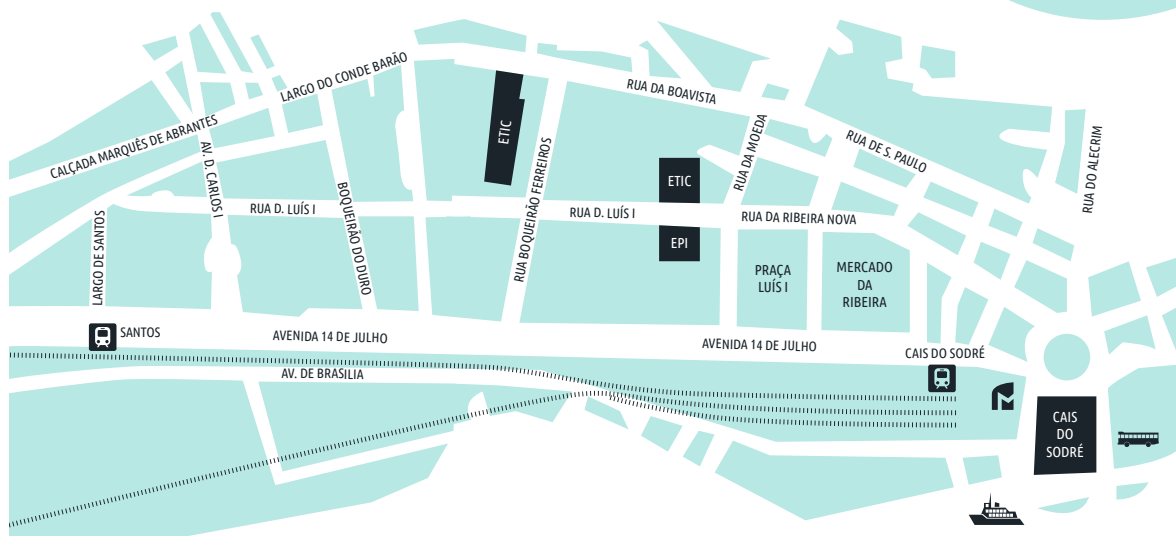 LARGO DO CONDE BARÃO
RUA DA BOAVISTA
CALÇADA MARQUÊS DE ABRANTES
AV. D. CARLOS I
ETIC
RUA DA MOEDA
RUA DE S. PAULO
RUA DO ALECRIM
BOQUEIRÃO DO DURO
RUA BOQUEIRÃO FERREIROS
ETIC
RUA D. LUÍS I
RUA D. LUÍS I
RUA DA RIBEIRA NOVA
LARGO DE SANTOS
EPI
PRAÇA
LUÍS I
MERCADO
DA
RIBEIRA
SANTOS
AVENIDA 14 DE JULHO
AVENIDA 14 DE JULHO
CAIS DO SODRÉ
AV. DE BRASILIA
CAIS
DO
SODRÉ